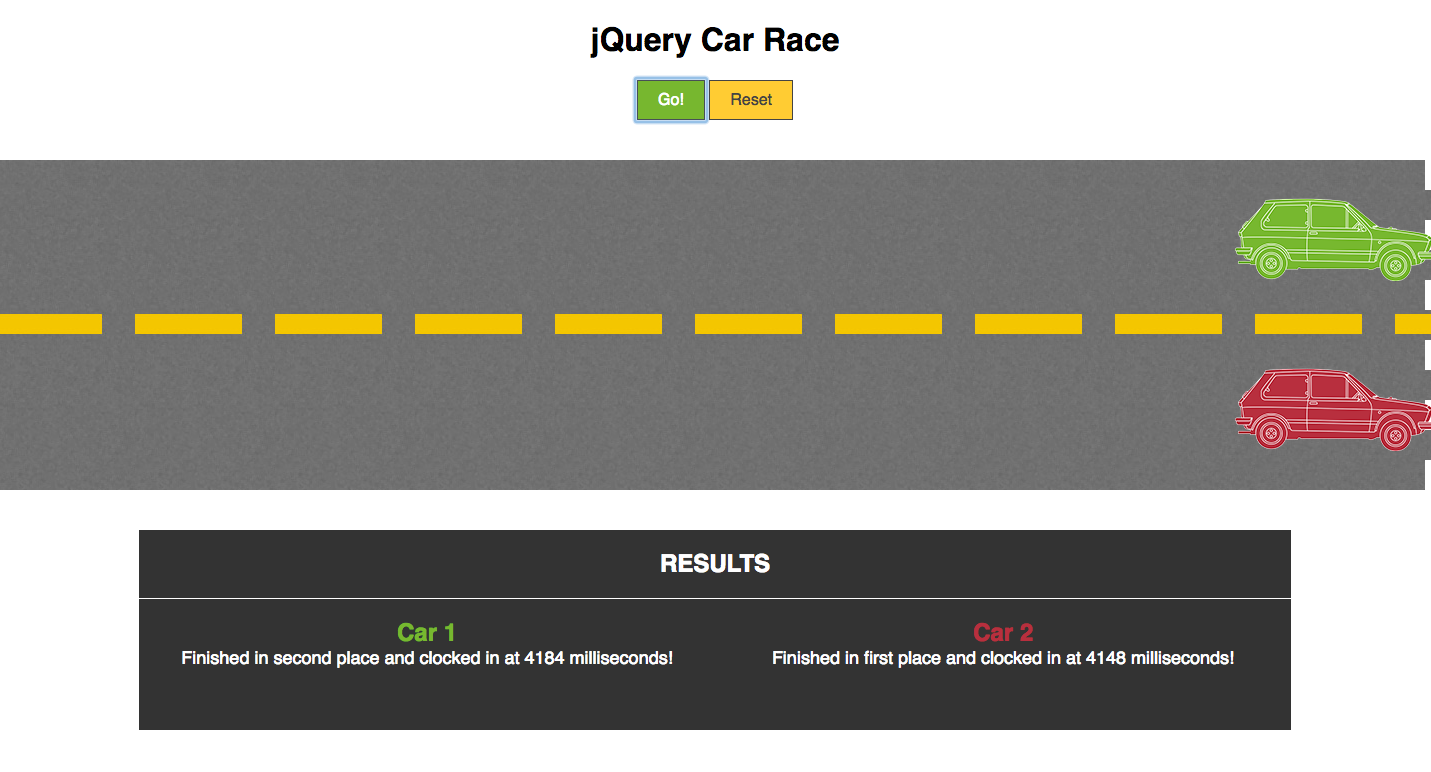 jQuery Car Race
Go! Reset
RESULTS
Car 1
Finished in second place and clocked in at 4184 milliseconds!
Car 2
Finished in first place and clocked in at 4148 milliseconds!